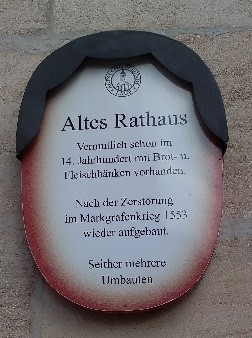 Altes Rathaus
Vermutlich schon im
14. Jahrhundert mit Brot- u.
Fleischbänken vorhanden.
Nach der Zerstörung
im Markgrafenkrieg 1553
wieder aufgebaut.
Seither mehrere
Umbauten